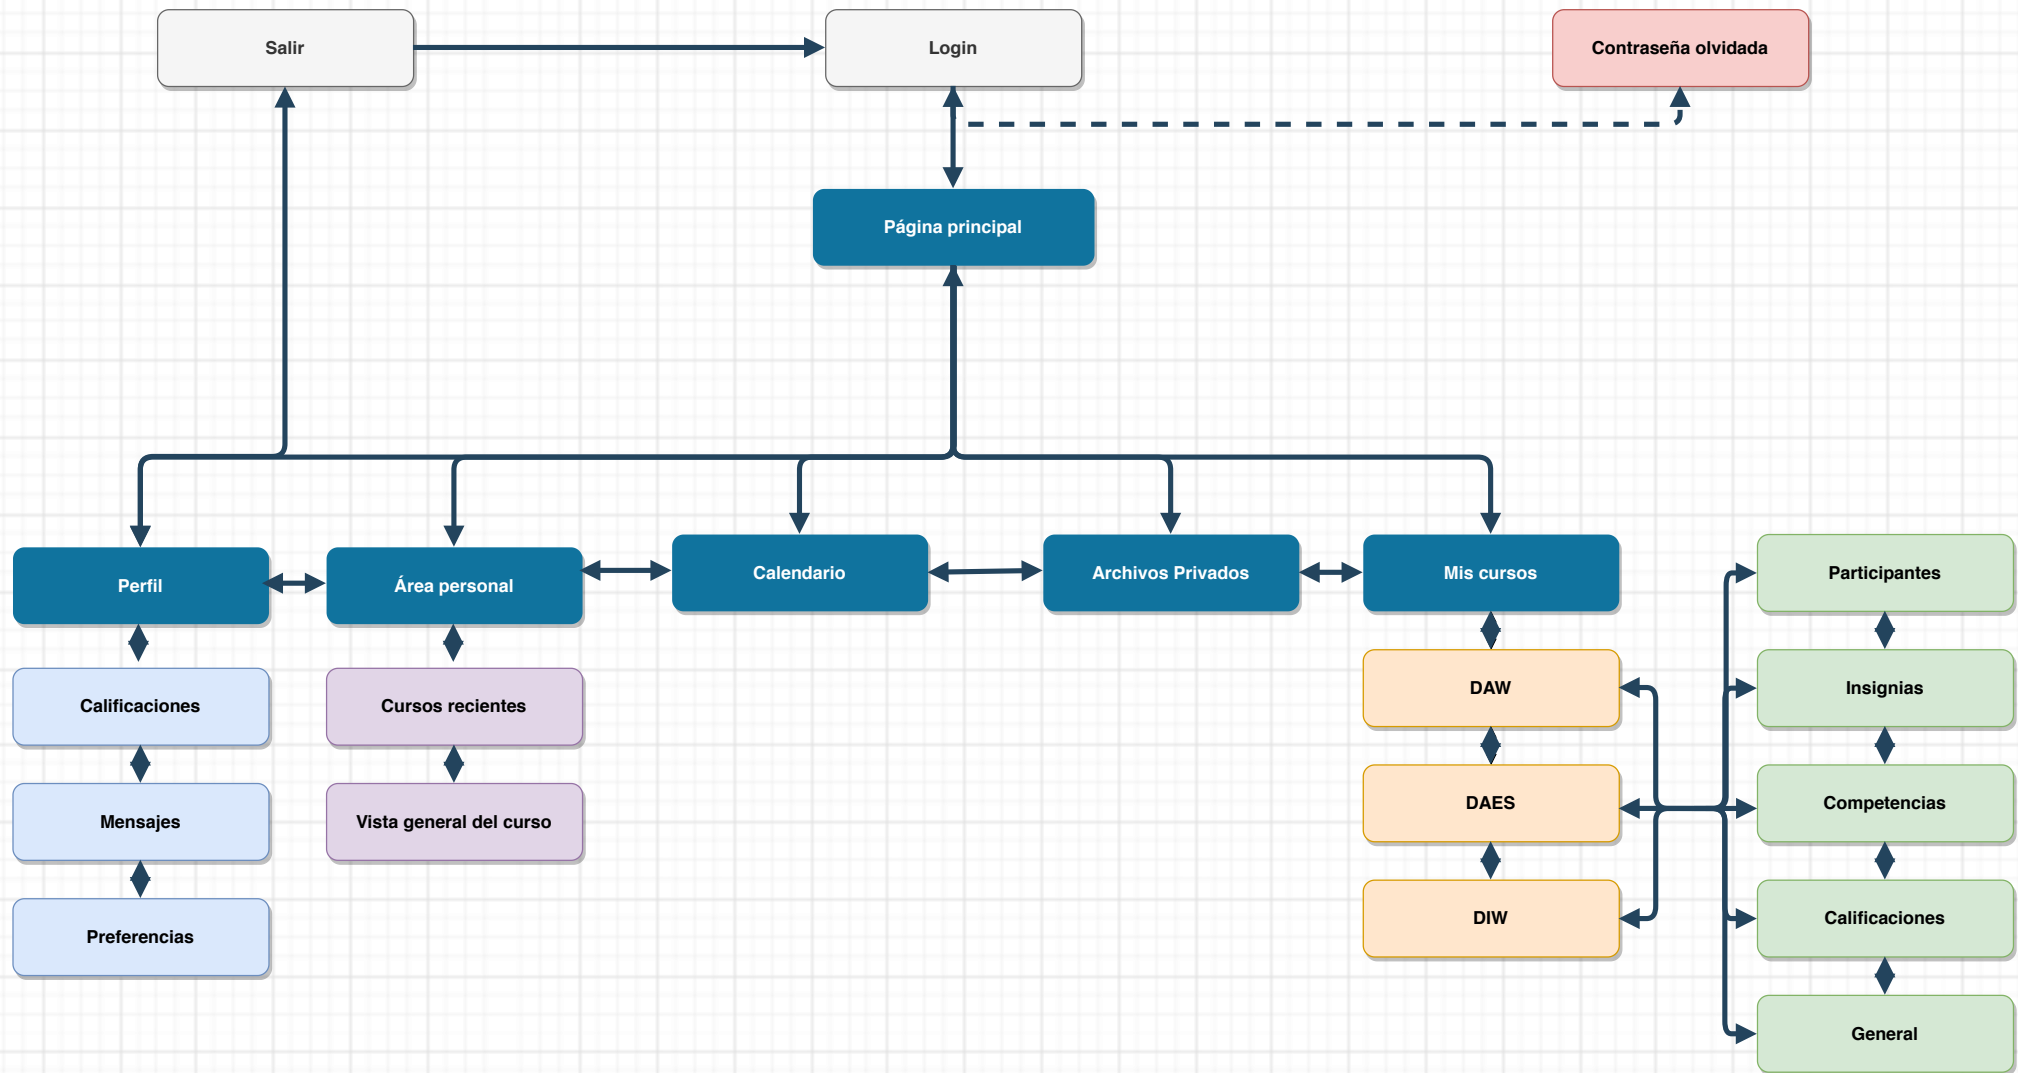 Salir
Login
Contraseña olvidada
Página principal
Perfil
Área personal
Calendario
Archivos Privados
Mis cursos
Participantes
Calificaciones
Cursos recientes
DAW
Insignias
Mensajes
Vista general del curso
DAES
Competencias
Preferencias
DIW
Calificaciones
General